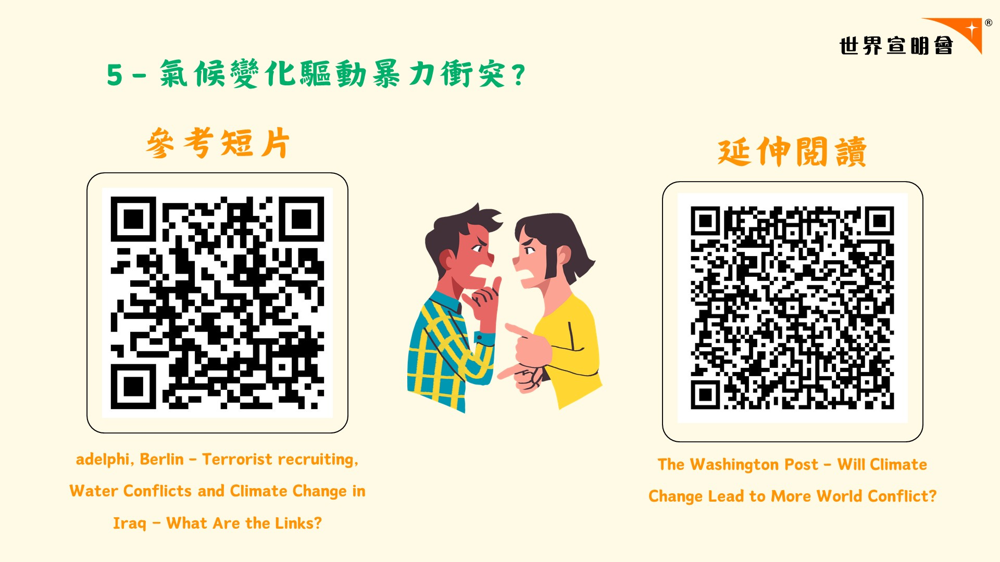 世界宣明會®
5 - 氣候變化驅動暴力衝突?
參考短片
延伸閱讀
adelphi, Berlin - Terrorist recruiting,
Water Conflicts and Climate Change in
Iraq - What Are the Links?
The Washington Post - Will Climate
Change Lead to More World Conflict?